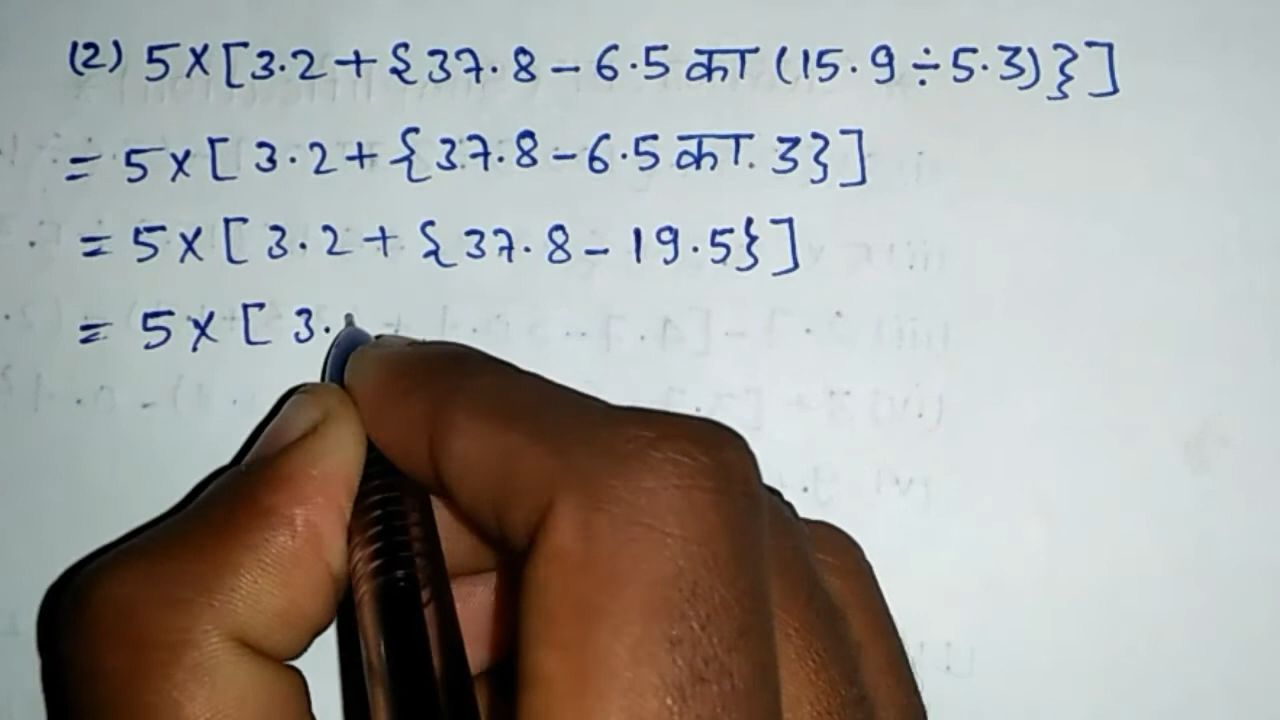 (2) 5×[3.2+{37.8-6.5 का (15.9÷5.3)}]
= 5×[3.2+{37.8-6.5 का. 3}]
= 5×[3.2+{37.8-19.5}]
= 5×[3.